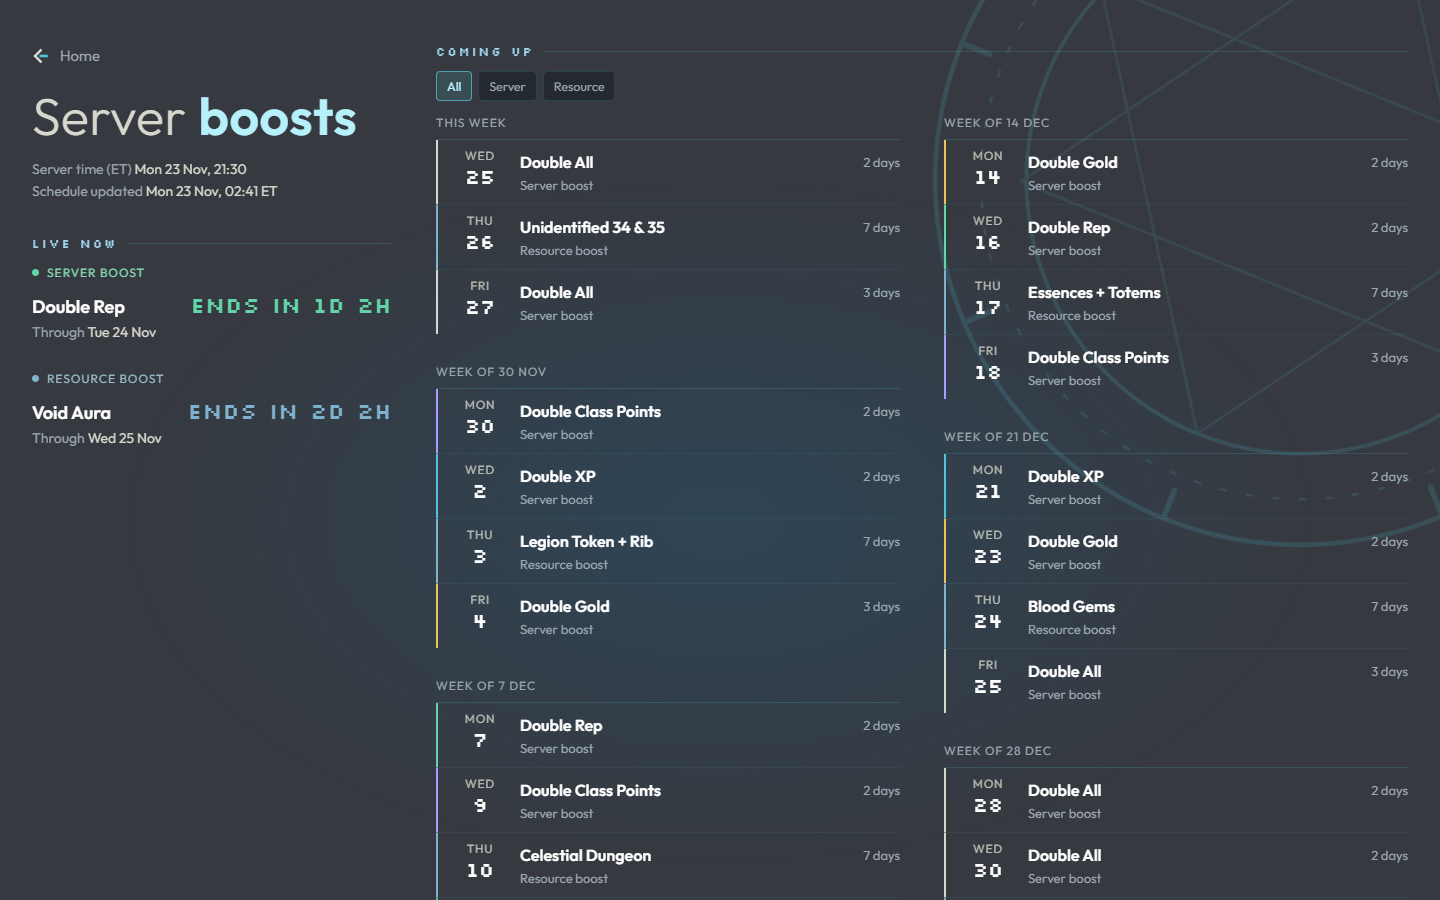 Home
Server boosts
Server time (ET) Mon 23 Nov, 21:30
Schedule updated Mon 23 Nov, 02:41 ET
LIVE NOW
SERVER BOOST
Double Rep ENDS IN 1D 2H
Through Tue 24 Nov
RESOURCE BOOST
Void Aura ENDS IN 2D 2H
Through Wed 25 Nov
COMING UP
All Server Resource
THIS WEEK
WED 25 Double All 2 days
Server boost
THU 26 Unidentified 34 & 35 7 days
Resource boost
FRI 27 Double All 3 days
Server boost
WEEK OF 30 NOV
MON 30 Double Class Points 2 days
Server boost
WED 2 Double XP 2 days
Server boost
THU 3 Legion Token + Rib 7 days
Resource boost
FRI 4 Double Gold 3 days
Server boost
WEEK OF 7 DEC
MON 7 Double Rep 2 days
Server boost
WED 9 Double Class Points 2 days
Server boost
THU 10 Celestial Dungeon 7 days
Resource boost
WEEK OF 14 DEC
MON 14 Double Gold 2 days
Server boost
WED 16 Double Rep 2 days
Server boost
THU 17 Essences + Totems 7 days
Resource boost
FRI 18 Double Class Points 3 days
Server boost
WEEK OF 21 DEC
MON 21 Double XP 2 days
Server boost
WED 23 Double Gold 2 days
Server boost
THU 24 Blood Gems 7 days
Resource boost
FRI 25 Double All 3 days
Server boost
WEEK OF 28 DEC
MON 28 Double All 2 days
Server boost
WED 30 Double All 2 days
Server boost